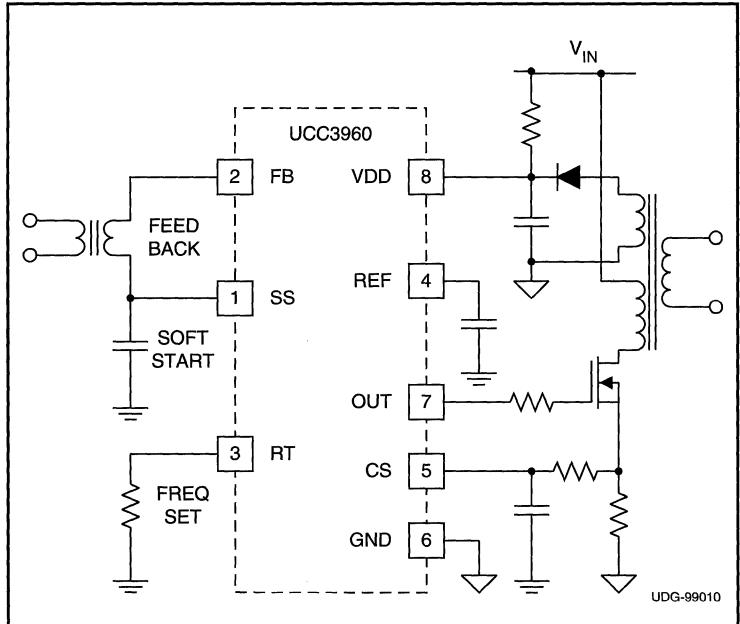 V_IN
UCC3960
2 FB
VDD 8
FEED
BACK
REF 4
1 SS
SOFT
START
OUT 7
3 RT
CS 5
FREQ
SET
GND 6
UDG-99010